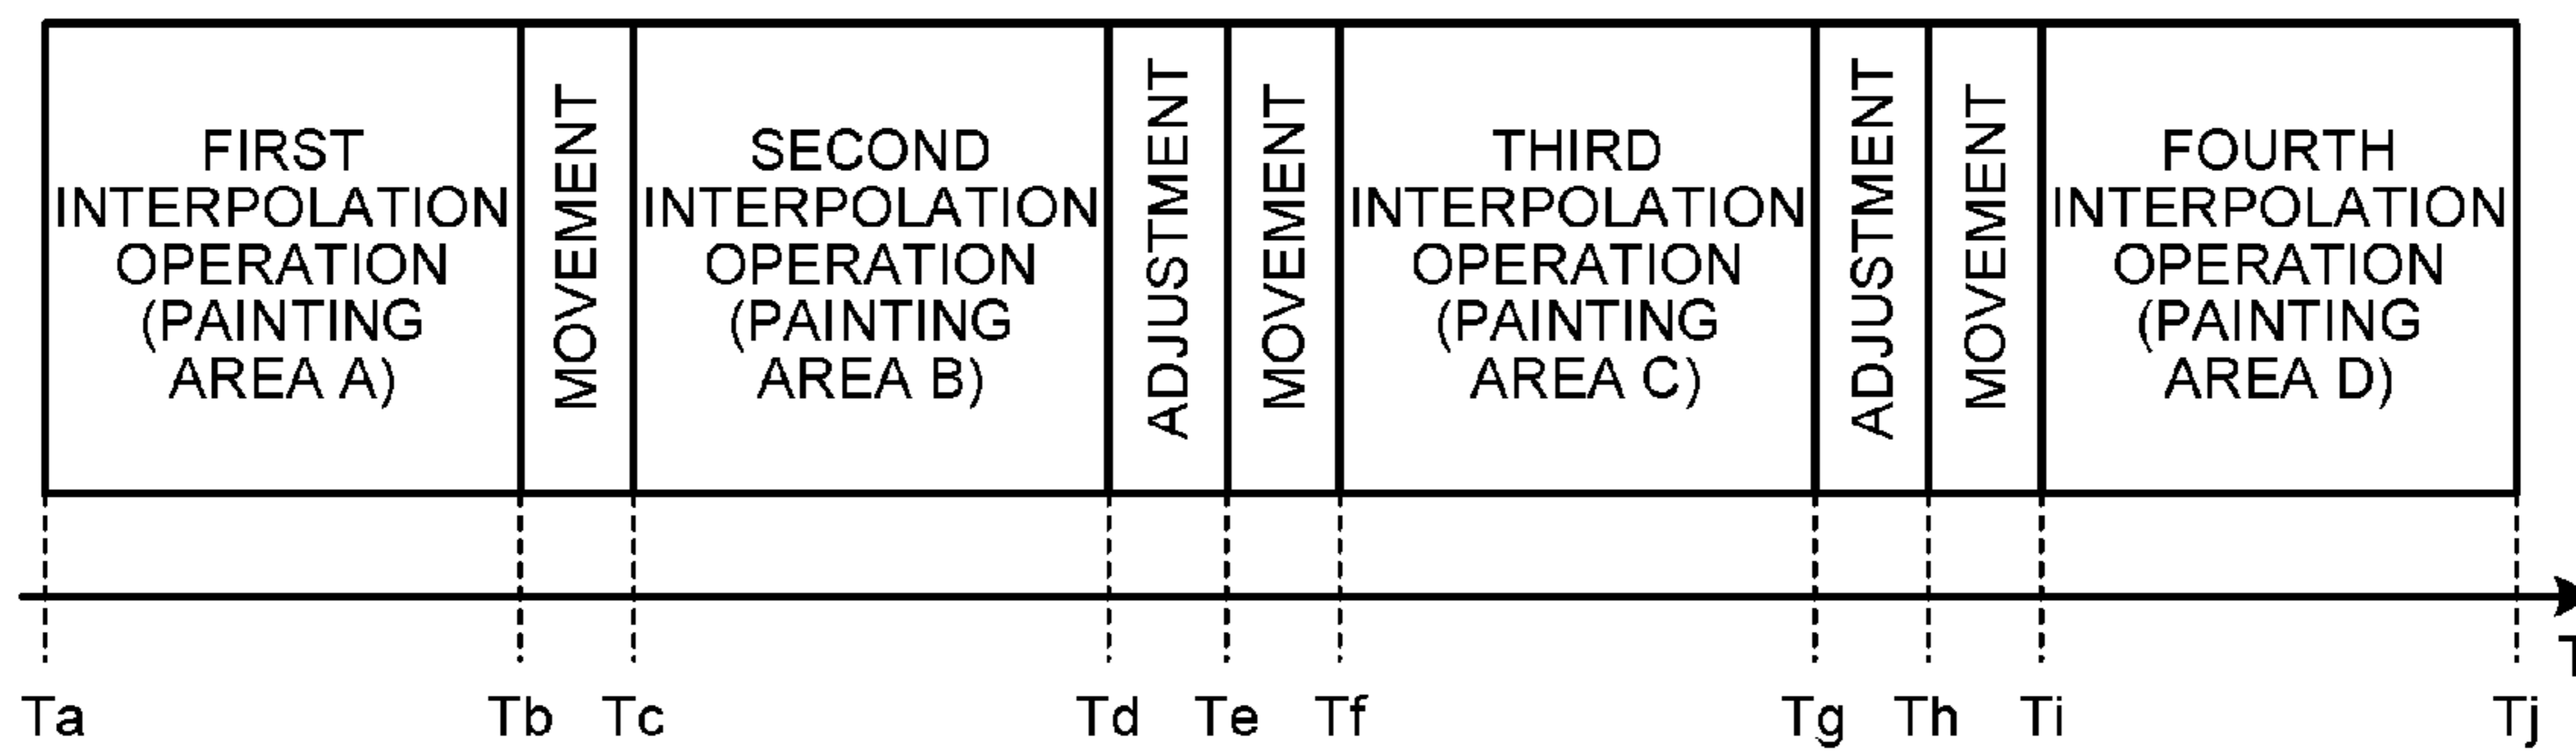 FIRST
INTERPOLATION
OPERATION
(PAINTING
AREA A)
MOVEMENT
SECOND
INTERPOLATION
OPERATION
(PAINTING
AREA B)
ADJUSTMENT
MOVEMENT
THIRD
INTERPOLATION
OPERATION
(PAINTING
AREA C)
ADJUSTMENT
MOVEMENT
FOURTH
INTERPOLATION
OPERATION
(PAINTING
AREA D)
T
Ta Tb Tc Td Te Tf Tg Th Ti Tj